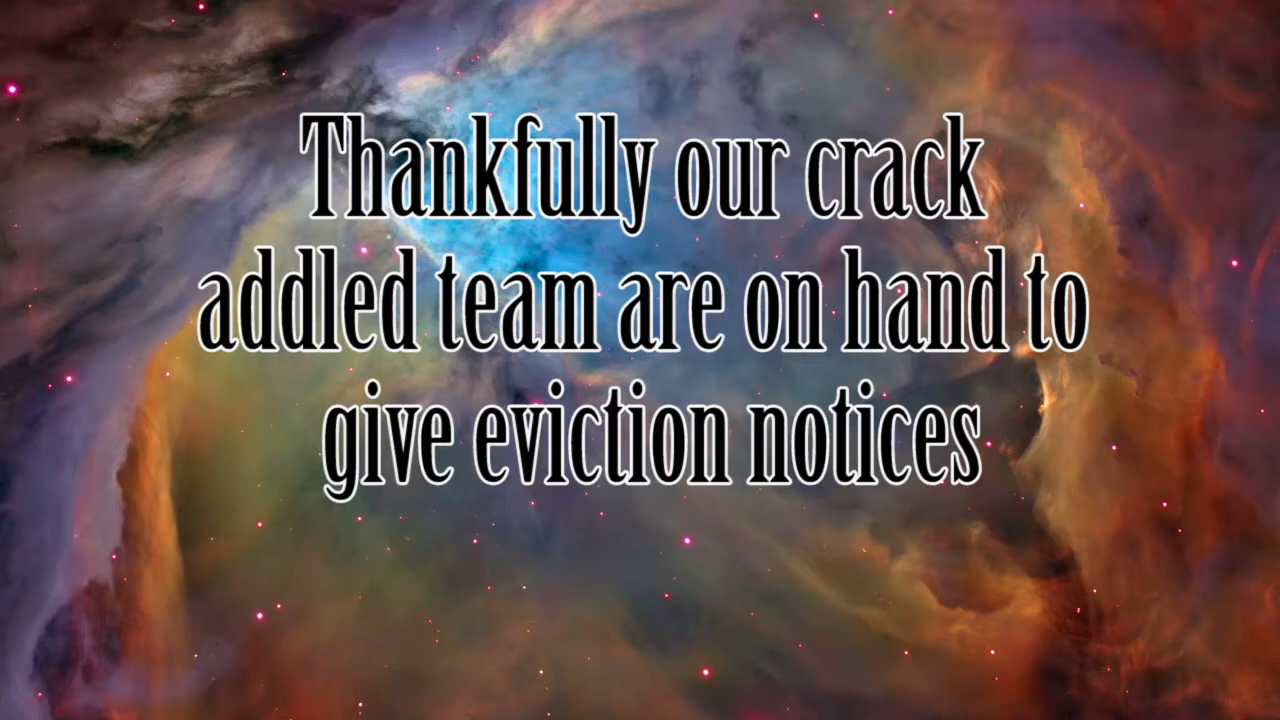 Thankfully our crack
addled team are on hand to
give eviction notices